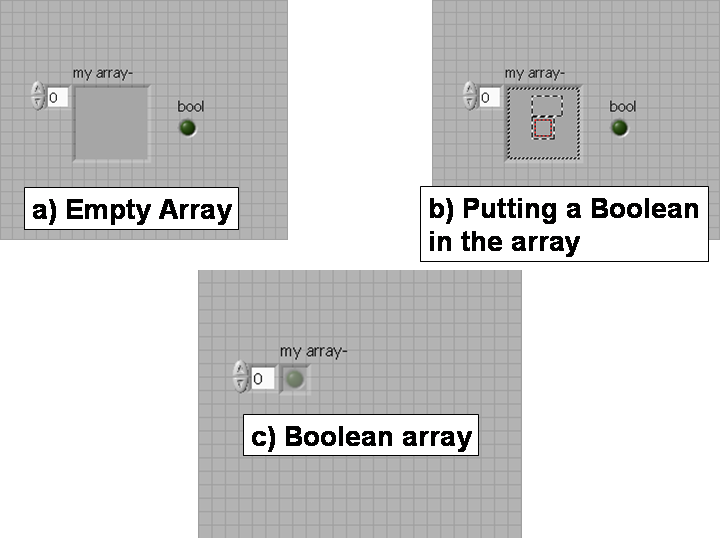 my array-
0
bool
a) Empty Array
my array-
0
bool
b) Putting a Boolean
in the array
my array-
0
c) Boolean array